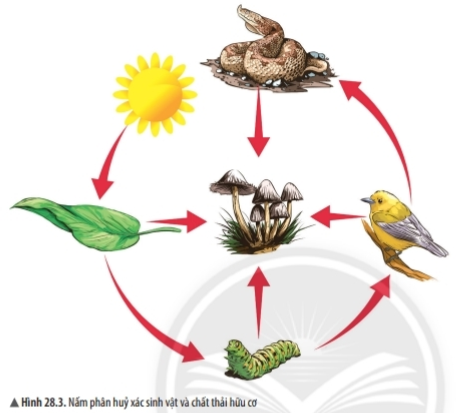 ▲ Hình 28.3. Nấm phân huỷ xác sinh vật và chất thải hữu cơ